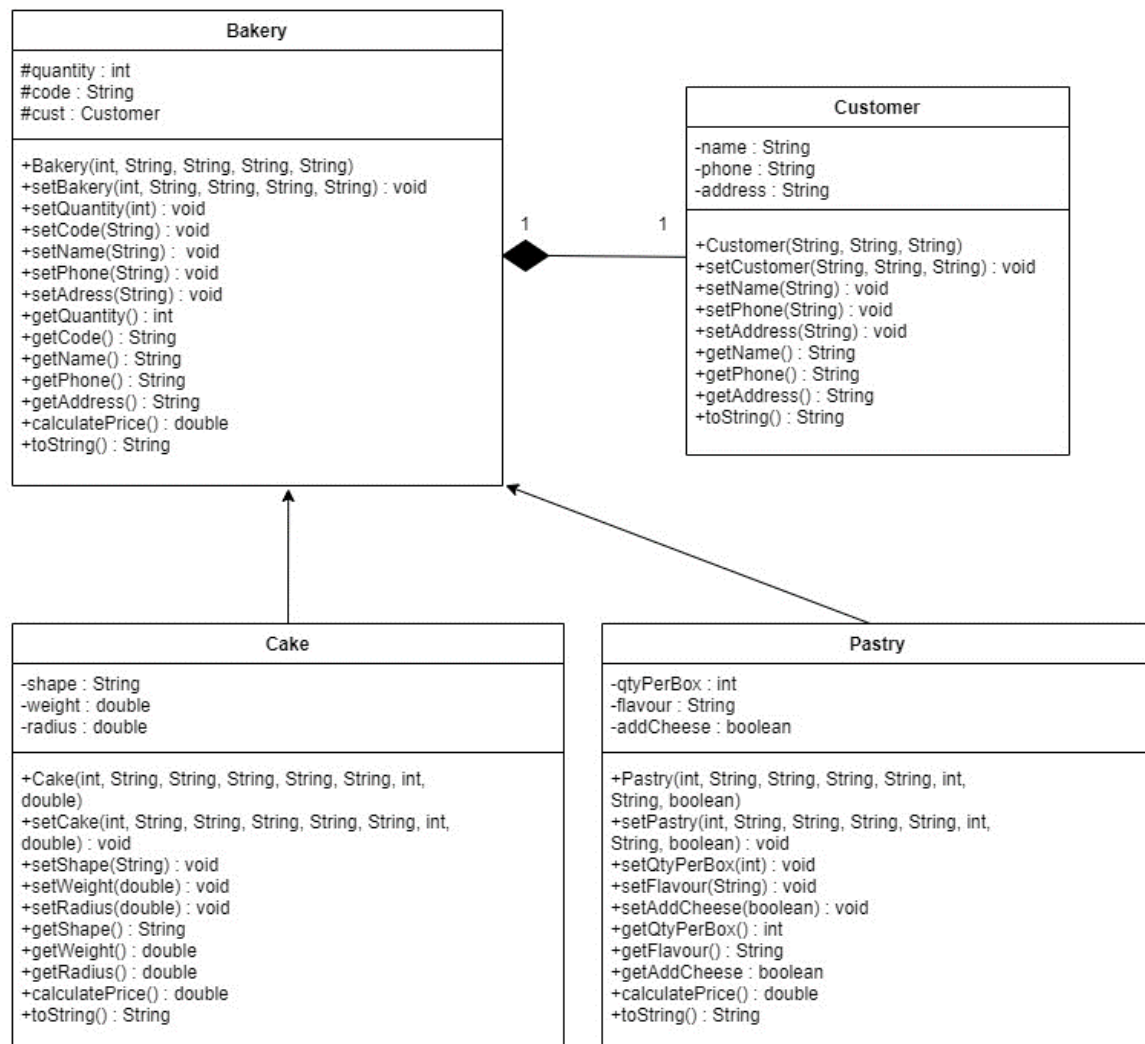 Bakery
#quantity : int
#code : String
#cust : Customer
+Bakery(int, String, String, String, String)
+setBakery(int, String, String, String, String) : void
+setQuantity(int) : void
+setCode(String) : void
+setName(String) :  void
+setPhone(String) : void
+setAdress(String) : void
+getQuantity() : int
+getCode() : String
+getName() : String
+getPhone() : String
+getAddress() : String
+calculatePrice() : double
+toString() : String
1
1
Customer
-name : String
-phone : String
-address : String
+Customer(String, String, String)
+setCustomer(String, String, String) : void
+setName(String) : void
+setPhone(String) : void
+setAddress(String) : void
+getName() : String
+getPhone() : String
+getAddress() : String
+toString() : String
Cake
-shape : String
-weight : double
-radius : double
+Cake(int, String, String, String, String, String, int,
double)
+setCake(int, String, String, String, String, String, int,
double) : void
+setShape(String) : void
+setWeight(double) : void
+setRadius(double) : void
+getShape() : String
+getWeight() : double
+getRadius() : double
+calculatePrice() : double
+toString() : String
Pastry
-qtyPerBox : int
-flavour : String
-addCheese : boolean
+Pastry(int, String, String, String, String, int,
String, boolean)
+setPastry(int, String, String, String, String, int,
String, boolean) : void
+setQtyPerBox(int) : void
+setFlavour(String) : void
+setAddCheese(boolean) : void
+getQtyPerBox() : int
+getFlavour() : String
+getAddCheese : boolean
+calculatePrice() : double
+toString() : String